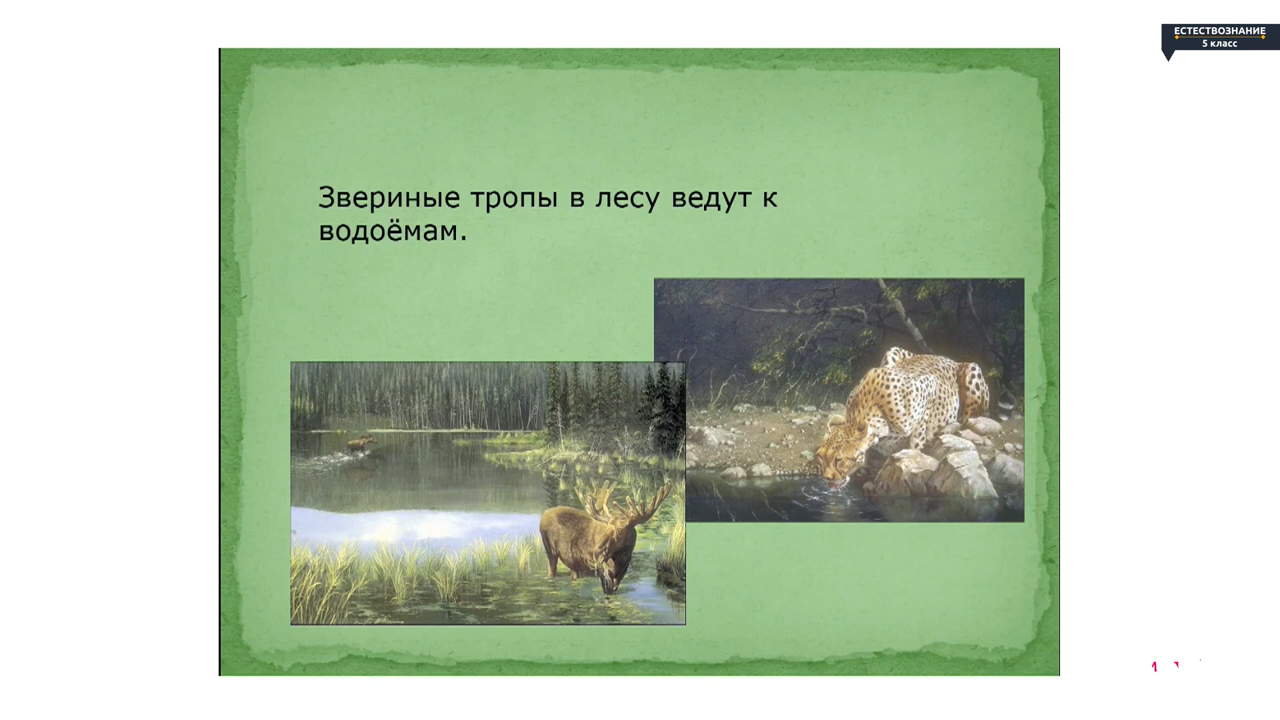 ЕСТЕСТВОЗНАНИЕ
5 класс
Звериные тропы в лесу ведут к
водоёмам.